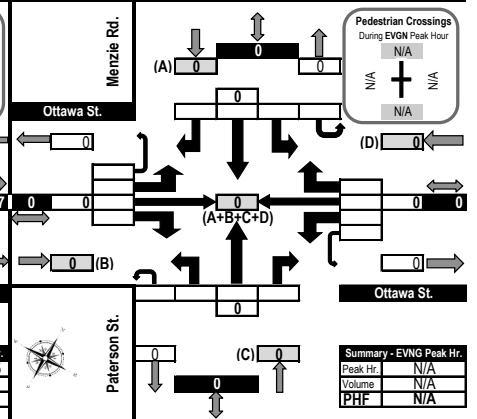 Pedestrian Crossings
During EVGN Peak Hour
N/A
N/A
N/A
N/A
Menzie Rd.
0
(A) 0
0
0
Ottawa St.
0
(D) 0
7 0
0
0
(A+B+C+D)
0 0
0 (B)
0
Ottawa St.
0
Paterson St.
0
(C) 0
0
Summary - EVNG Peak Hr.
Peak Hr. N/A
Volume N/A
PHF N/A